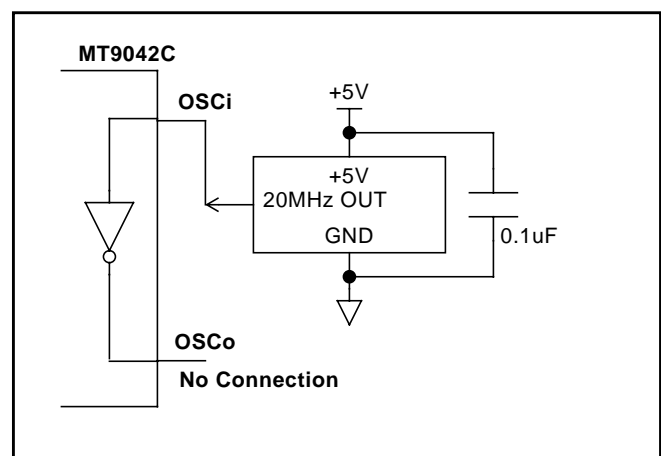 MT9042C
OSCi
+5V
+5V
20MHz OUT
GND
0.1uF
OSCo
No Connection